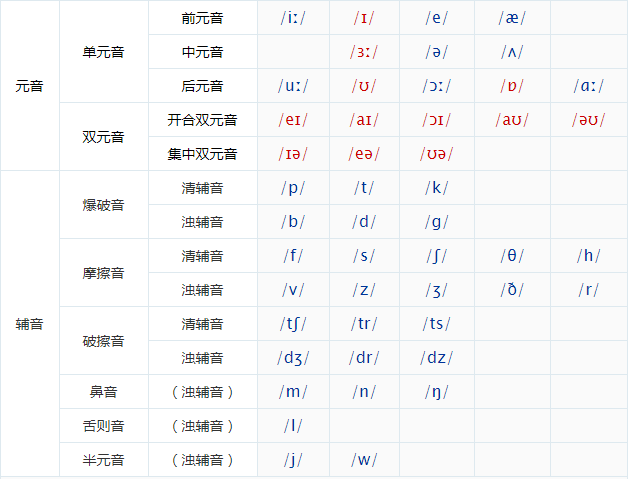 元音 单元音 前元音 /iː/ /ɪ/ /e/ /æ/
中元音 /ɜː/ /ə/ /ʌ/
后元音 /uː/ /ʊ/ /ɔː/ /ɒ/ /ɑː/
双元音 开合双元音 /eɪ/ /aɪ/ /ɔɪ/ /aʊ/ /əʊ/
集中双元音 /ɪə/ /eə/ /ʊə/
辅音 爆破音 清辅音 /p/ /t/ /k/
浊辅音 /b/ /d/ /ɡ/
摩擦音 清辅音 /f/ /s/ /ʃ/ /θ/ /h/
浊辅音 /v/ /z/ /ʒ/ /ð/ /r/
破擦音 清辅音 /tʃ/ /tr/ /ts/
浊辅音 /dʒ/ /dr/ /dz/
鼻音 （浊辅音） /m/ /n/ /ŋ/
舌则音 （浊辅音） /l/
半元音 （浊辅音） /j/ /w/